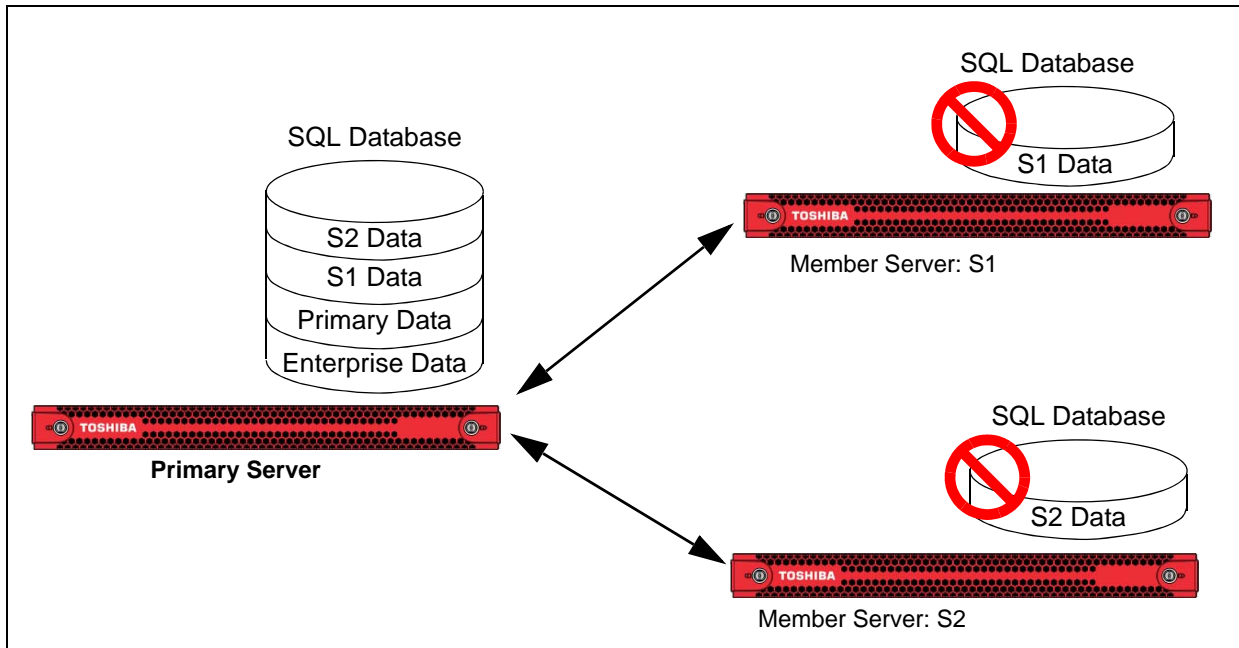 SQL Database
S2 Data
S1 Data
Primary Data
Enterprise Data
TOSHIBA
Primary Server
SQL Database
S1 Data
TOSHIBA
Member Server: S1
SQL Database
S2 Data
TOSHIBA
Member Server: S2